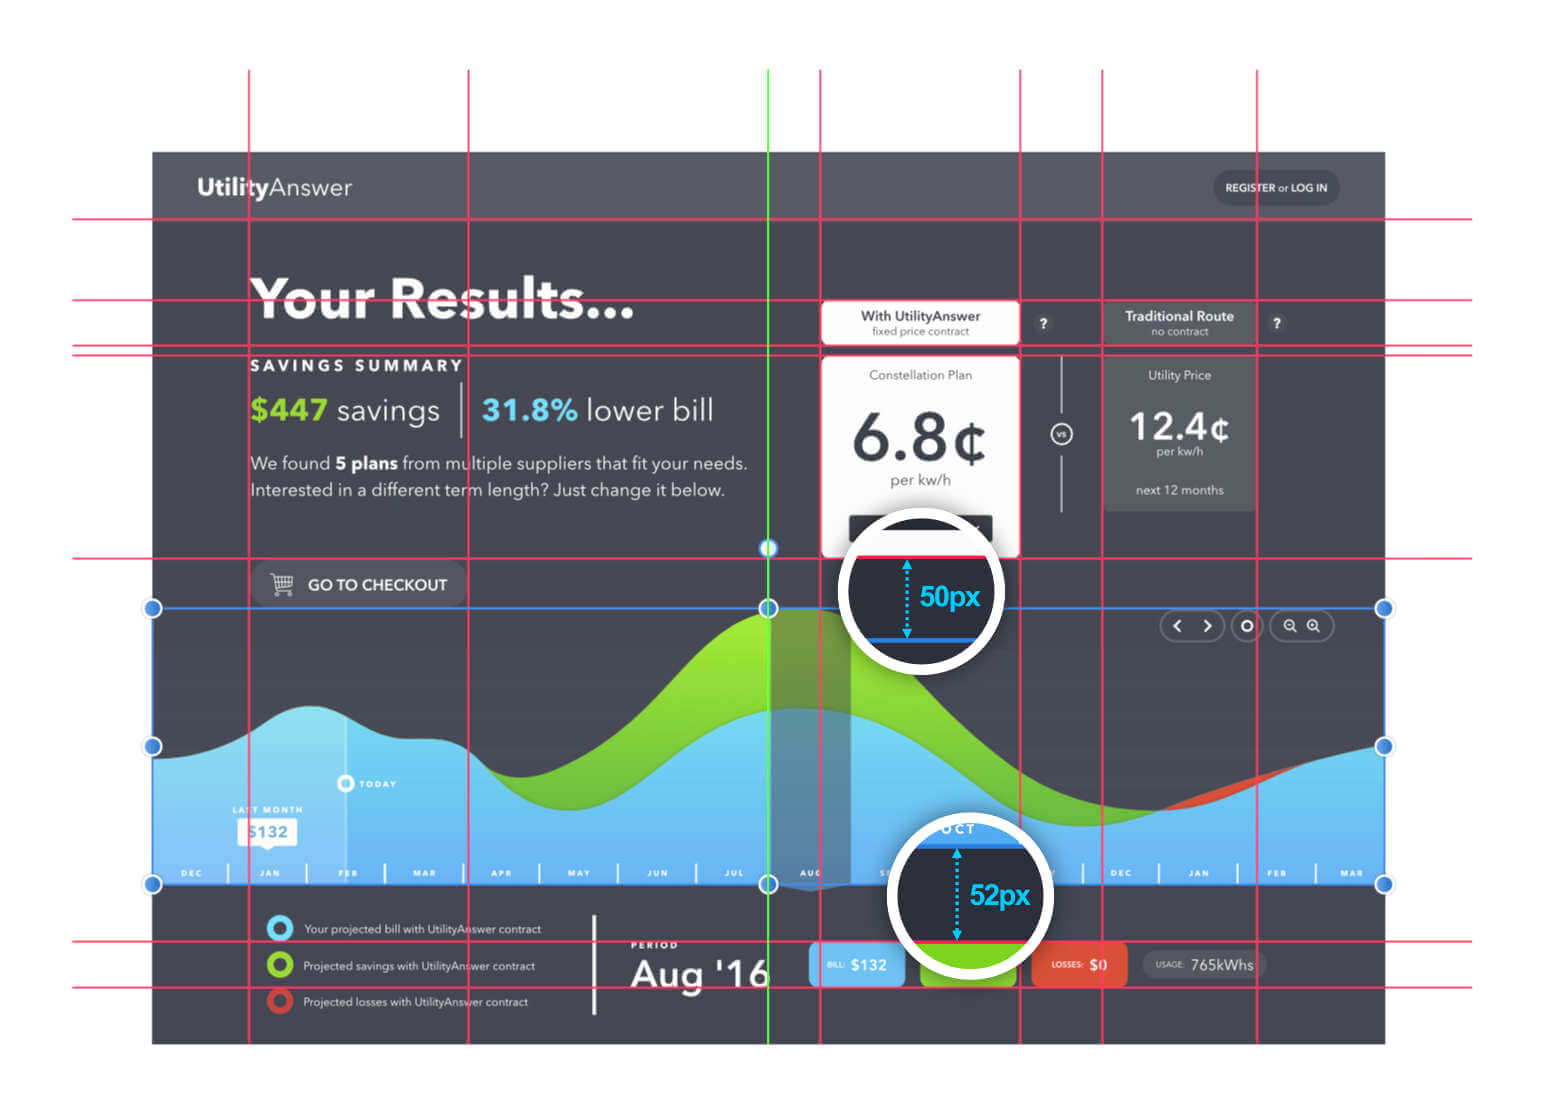 UtilityAnswer
REGISTER or LOG IN
Your Results...
With UtilityAnswer
fixed price contract
?
Traditional Route
no contract
?
SAVINGS SUMMARY
$447 savings
31.8% lower bill
We found 5 plans from multiple suppliers that fit your needs.
Interested in a different term length? Just change it below.
Constellation Plan
6.8¢
per kw/h
VS
Utility Price
12.4¢
per kw/h
next 12 months
50px
GO TO CHECKOUT
TODAY
LAST MONTH
$132
OCT
DEC
JAN
FEB
MAR
APR
MAY
JUN
JUL
AUG
DEC
JAN
FEB
MAR
52px
Your projected bill with UtilityAnswer contract
Projected savings with UtilityAnswer contract
Projected losses with UtilityAnswer contract
PERIOD
Aug '16
BILL: $132
LOSSES: $0
USAGE: 765kWhs